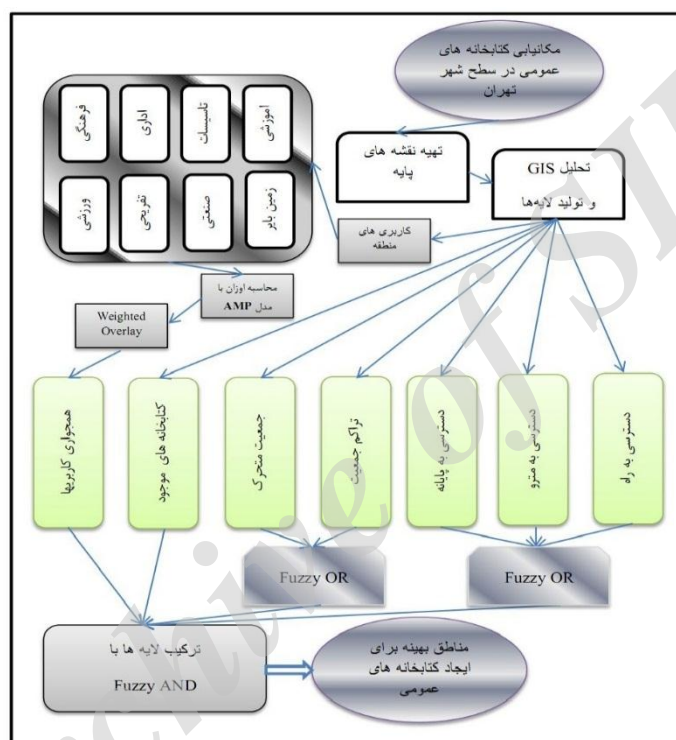 مکانیابی کتابخانه های
عمومی در سطح شهر
تهران
تهیه نقشه های
پایه
تحلیل GIS
و تولید لایه‌ها
اموزشی
تاسیسات
اداری
فرهنگی
زمین بایر
صنعتی
تفریحی
ورزشی
کاربری های
منطقه
محاسبه اوزان با
مدل AMP
Weighted
Overlay
دسترسی به راه
دسترسی به مترو
دسترسی به پایانه
تراکم جمعیت
جمعیت متحرک
کتابخانه های موجود
همجواری کاربریها
Fuzzy OR
Fuzzy OR
ترکیب لایه ها با
Fuzzy AND
مناطق بهینه برای
ایجاد کتابخانه های
عمومی